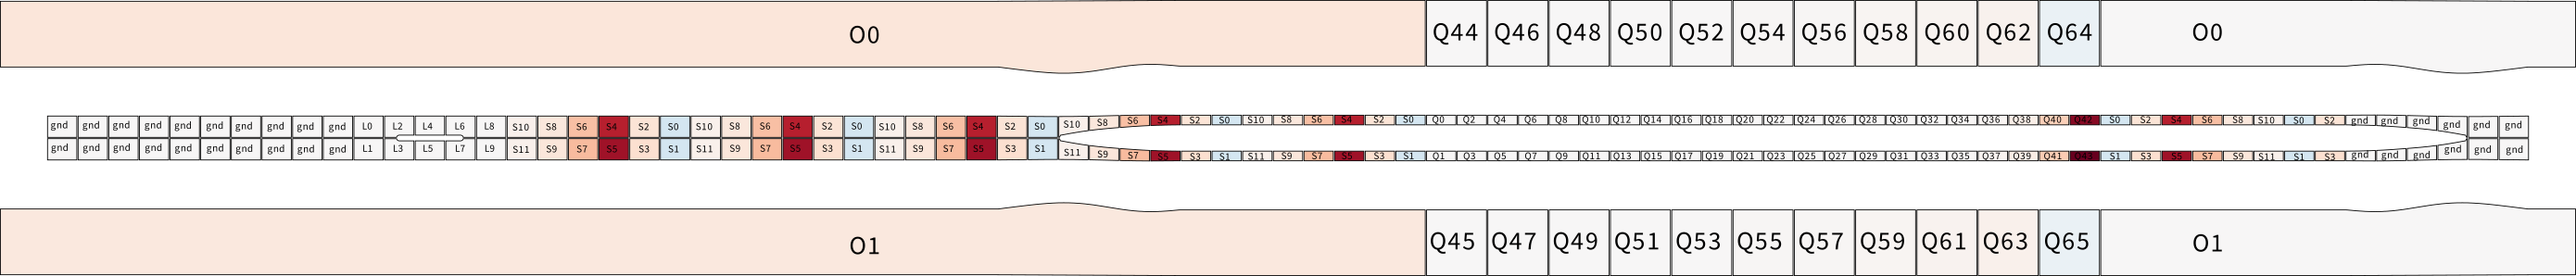 O0 Q44 Q46 Q48 Q50 Q52 Q54 Q56 Q58 Q60 Q62 Q64 O0
gnd gnd gnd gnd gnd gnd gnd gnd gnd gnd L0 L2 L4 L6 L8 S10 S8 S6 S4 S2 S0 S10 S8 S6 S4 S2 S0 S10 S8 S6 S4 S2 S0 S10 S8 S6 S4 S2 S0 S10 S8 S6 S4 S2 S0 Q0 Q2 Q4 Q6 Q8 Q10 Q12 Q14 Q16 Q18 Q20 Q22 Q24 Q26 Q28 Q30 Q32 Q34 Q36 Q38 Q40 Q42 S0 S2 S4 S6 S8 S10 S0 S2 gnd gnd gnd gnd gnd gnd
gnd gnd gnd gnd gnd gnd gnd gnd gnd gnd L1 L3 L5 L7 L9 S11 S9 S7 S5 S3 S1 S11 S9 S7 S5 S3 S1 S11 S9 S7 S5 S3 S1 S11 S9 S7 S5 S3 S1 S11 S9 S7 S5 S3 S1 Q1 Q3 Q5 Q7 Q9 Q11 Q13 Q15 Q17 Q19 Q21 Q23 Q25 Q27 Q29 Q31 Q33 Q35 Q37 Q39 Q41 Q43 S1 S3 S5 S7 S9 S11 S1 S3 gnd gnd gnd gnd gnd gnd
O1 Q45 Q47 Q49 Q51 Q53 Q55 Q57 Q59 Q61 Q63 Q65 O1